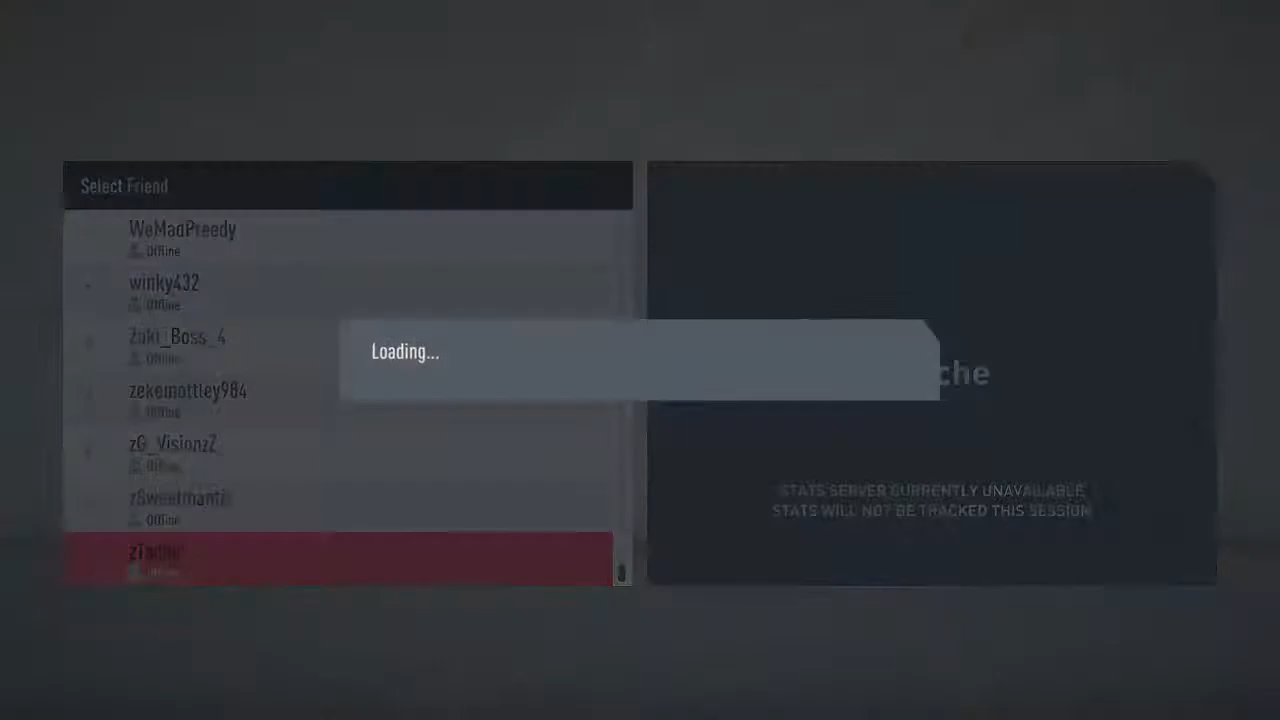 Select Friend
WeMadPreedy
Offline
winky432
Offline
Zaki_Boss_4
Offline
zekemottley984
Offline
zG_VisionzZ
Offline
Offline
Loading...
che
STATS SERVER CURRENTLY UNAVAILABLE
STATS WILL NOT BE TRACKED THIS SESSION